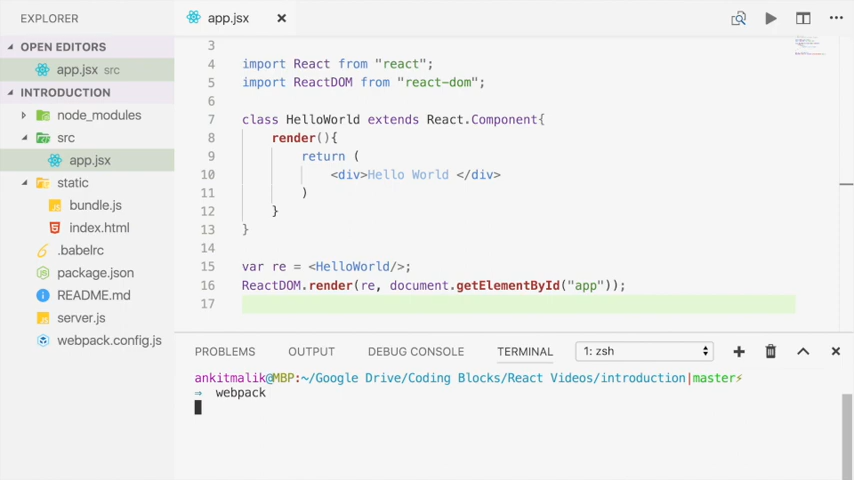 EXPLORER
app.jsx
OPEN EDITORS
app.jsx src
INTRODUCTION
node_modules
src
app.jsx
static
bundle.js
index.html
.babelrc
package.json
README.md
server.js
webpack.config.js
3
4 import React from "react";
5 import ReactDOM from "react-dom";
6
7 class HelloWorld extends React.Component{
8 render(){
9 return (
10 <div>Hello World </div>
11 )
12 }
13 }
14
15 var re = <HelloWorld/>;
16 ReactDOM.render(re, document.getElementById("app"));
17
PROBLEMS OUTPUT DEBUG CONSOLE TERMINAL 1: zsh
ankitmalik@MBP:~/Google Drive/Coding Blocks/React Videos/introduction|master⚡
⇒ webpack